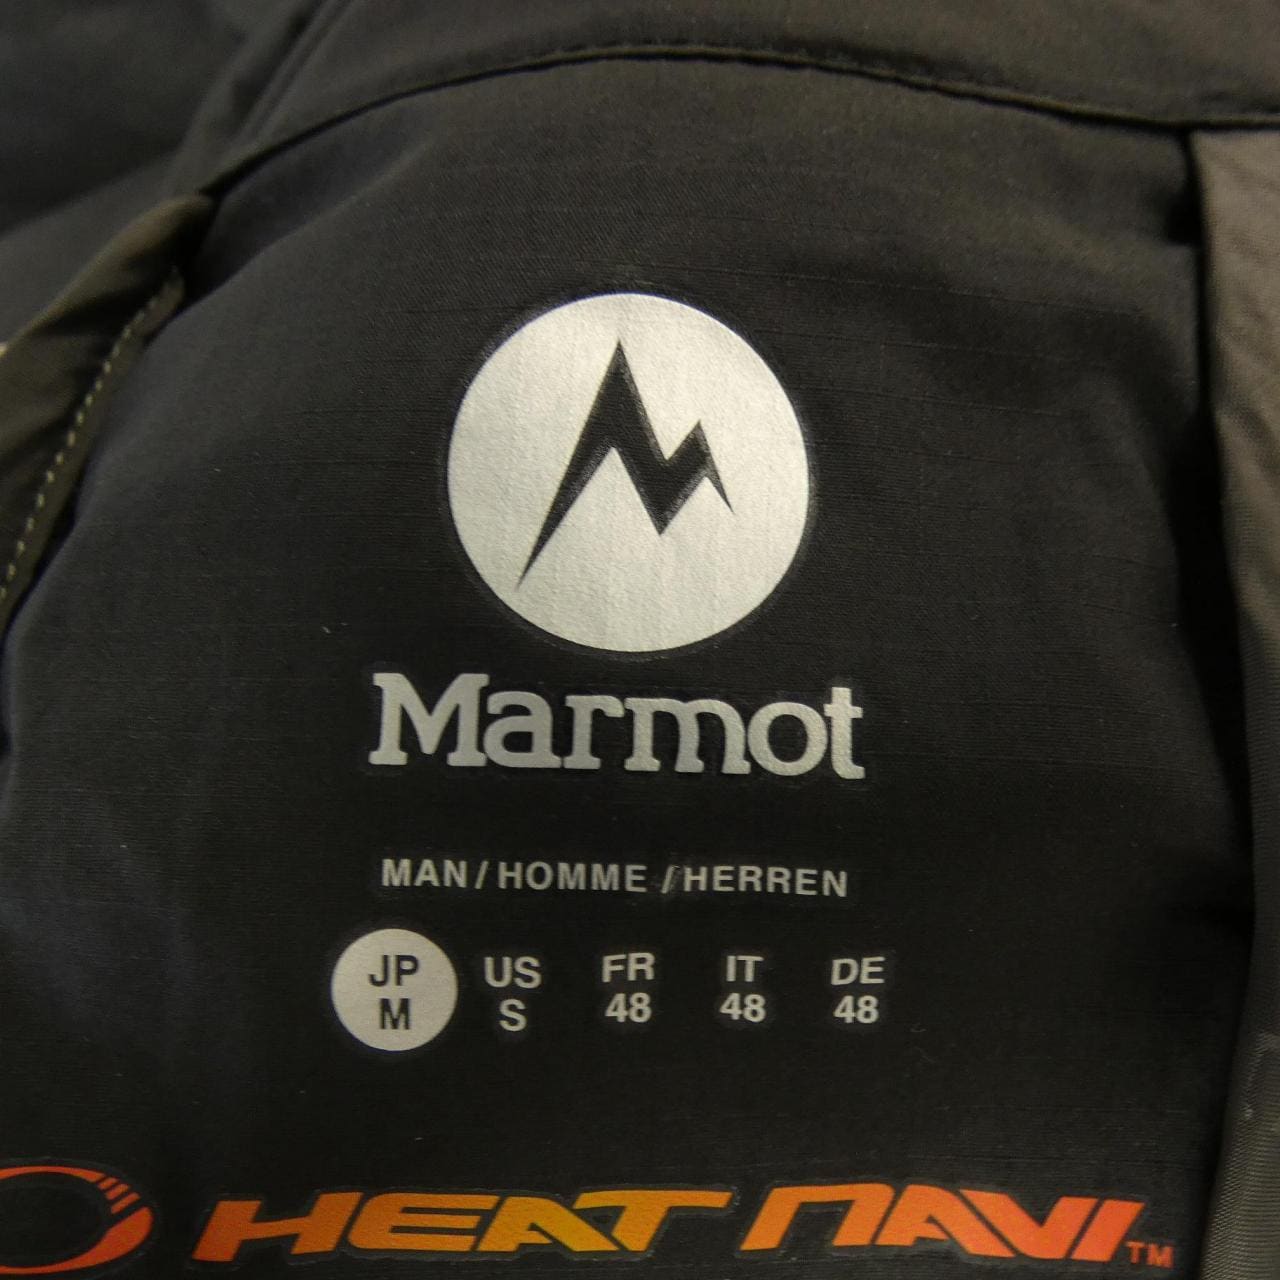 Marmot
MAN / HOMME / HERREN
JP US FR IT DE
M S 48 48 48
HEAT NAVI™